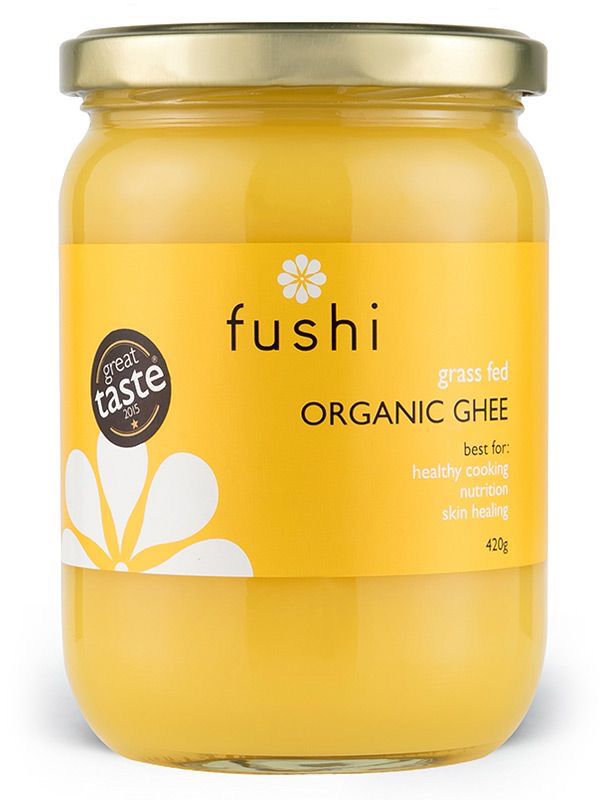 fushi
great
taste®
2015
grass fed
ORGANIC GHEE
best for:
healthy cooking
nutrition
skin healing
420g